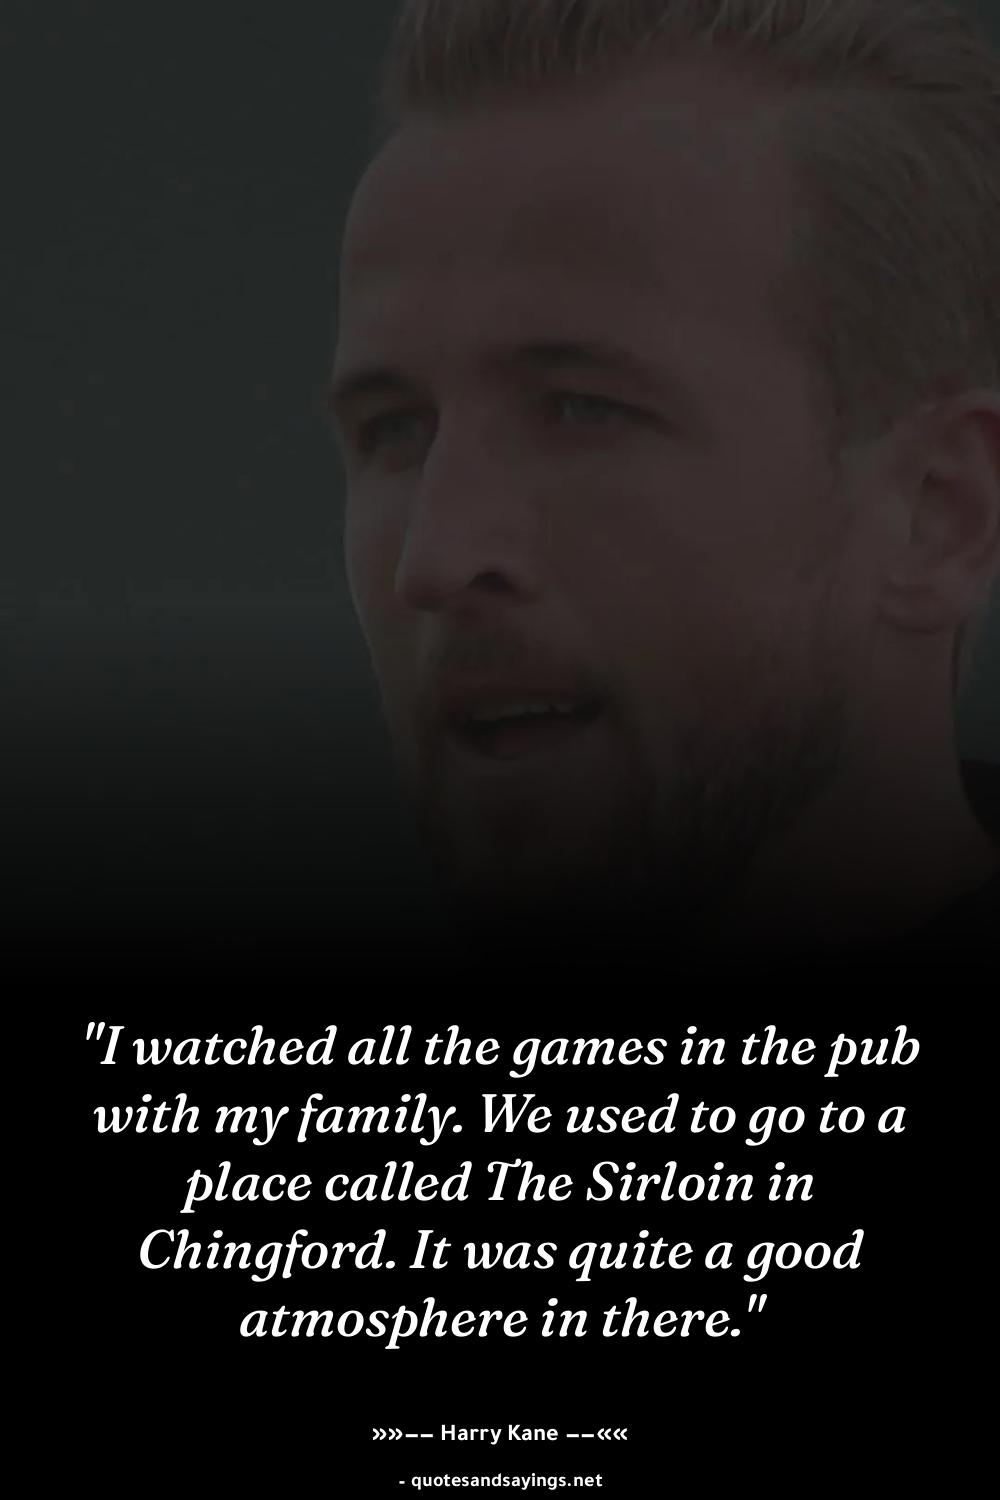 "I watched all the games in the pub
with my family. We used to go to a
place called The Sirloin in
Chingford. It was quite a good
atmosphere in there."
»»−− Harry Kane −−««
- quotesandsayings.net